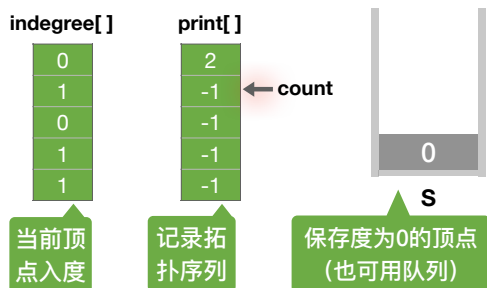 indegree[ ]
print[ ]
0
1
0
1
1
2
-1
-1
-1
-1
count
0
S
当前顶
点入度
记录拓
扑序列
保存度为0的顶点
（也可用队列）